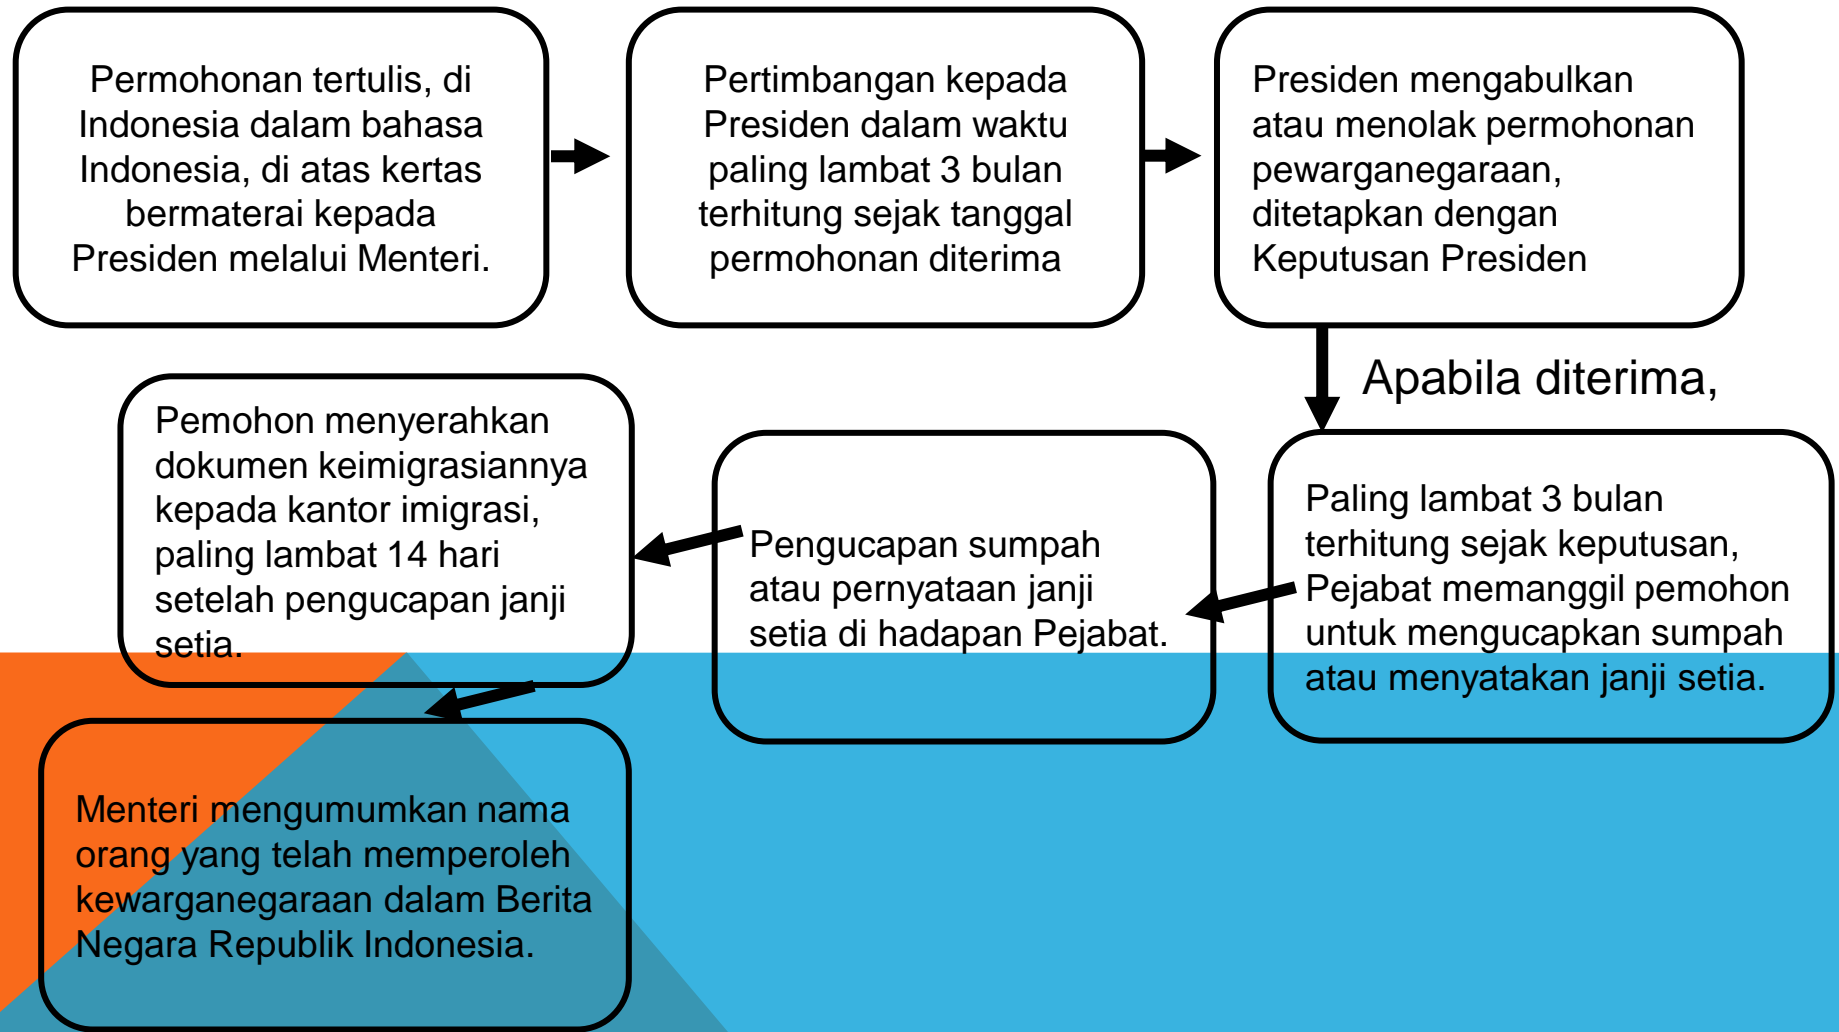 Permohonan tertulis, di
Indonesia dalam bahasa
Indonesia, di atas kertas
bermaterai kepada
Presiden melalui Menteri.
Pertimbangan kepada
Presiden dalam waktu
paling lambat 3 bulan
terhitung sejak tanggal
permohonan diterima
Presiden mengabulkan
atau menolak permohonan
pewarganegaraan,
ditetapkan dengan
Keputusan Presiden
Apabila diterima,
Paling lambat 3 bulan
terhitung sejak keputusan,
Pejabat memanggil pemohon
untuk mengucapkan sumpah
atau menyatakan janji setia.
Pengucapan sumpah
atau pernyataan janji
setia di hadapan Pejabat.
Pemohon menyerahkan
dokumen keimigrasiannya
kepada kantor imigrasi,
paling lambat 14 hari
setelah pengucapan janji
setia.
Menteri mengumumkan nama
orang yang telah memperoleh
kewarganegaraan dalam Berita
Negara Republik Indonesia.